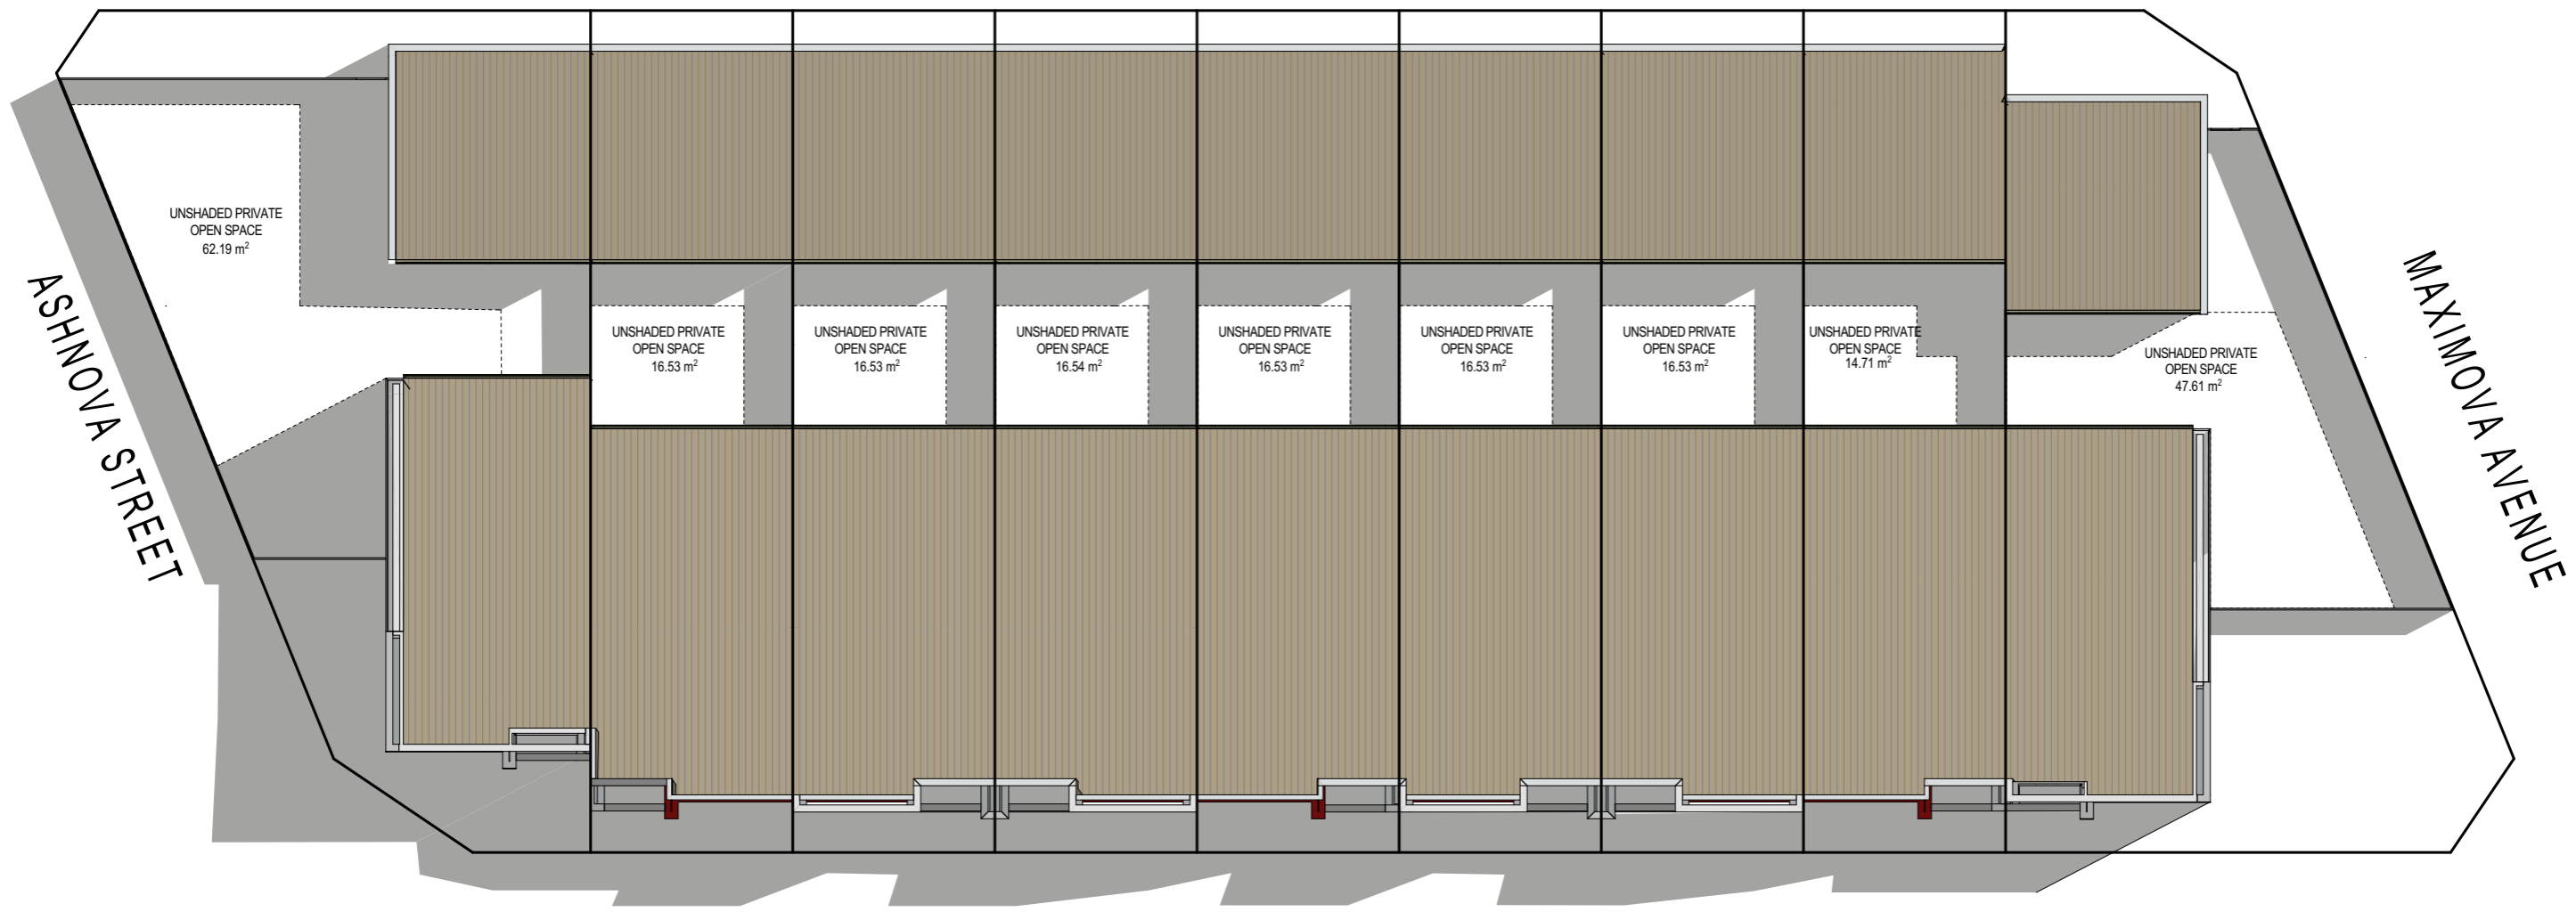 UNSHADED PRIVATE
OPEN SPACE
62.19 m²
ASHNOVA STREET
UNSHADED PRIVATE
OPEN SPACE
16.53 m²
UNSHADED PRIVATE
OPEN SPACE
16.53 m²
UNSHADED PRIVATE
OPEN SPACE
16.54 m²
UNSHADED PRIVATE
OPEN SPACE
16.53 m²
UNSHADED PRIVATE
OPEN SPACE
16.53 m²
UNSHADED PRIVATE
OPEN SPACE
16.53 m²
UNSHADED PRIVATE
OPEN SPACE
14.71 m²
UNSHADED PRIVATE
OPEN SPACE
47.61 m²
MAXIMOVA AVENUE